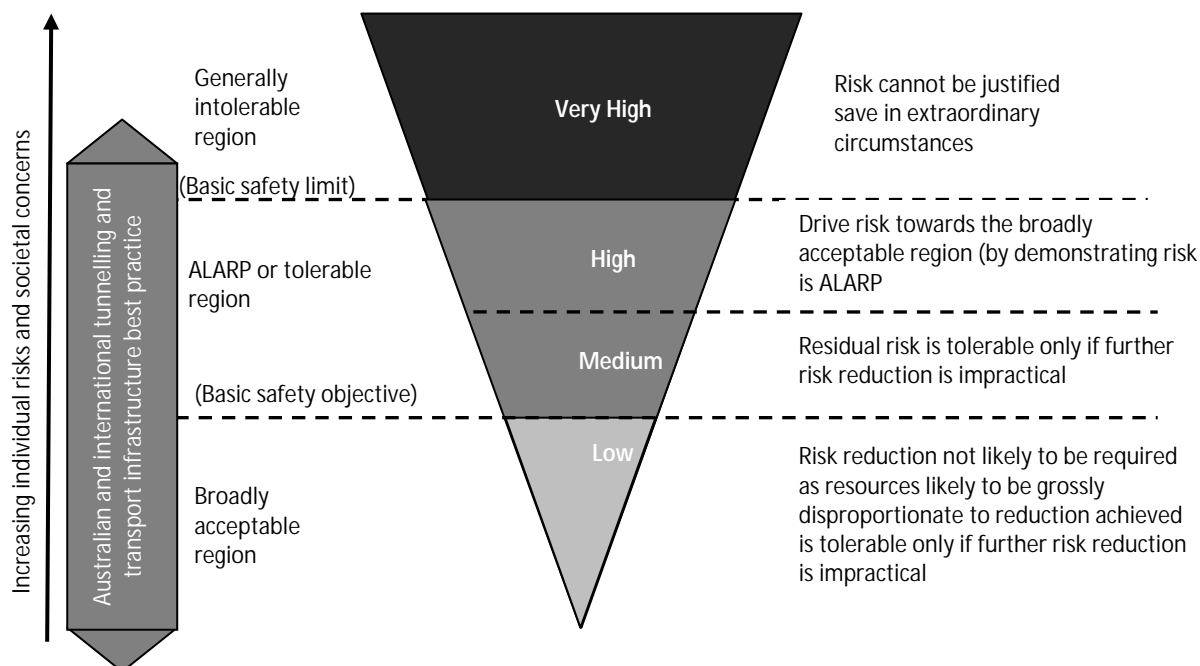 Increasing individual risks and societal concerns
Australian and international tunnelling and
transport infrastructure best practice
Generally
intolerable
region
(Basic safety limit)
ALARP or tolerable
region
(Basic safety objective)
Broadly
acceptable
region
Very High
High
Medium
Low
Risk cannot be justified
save in extraordinary
circumstances
Drive risk towards the broadly
acceptable region (by demonstrating risk
is ALARP
Residual risk is tolerable only if further
risk reduction is impractical
Risk reduction not likely to be required
as resources likely to be grossly
disproportionate to reduction achieved
is tolerable only if further risk reduction
is impractical